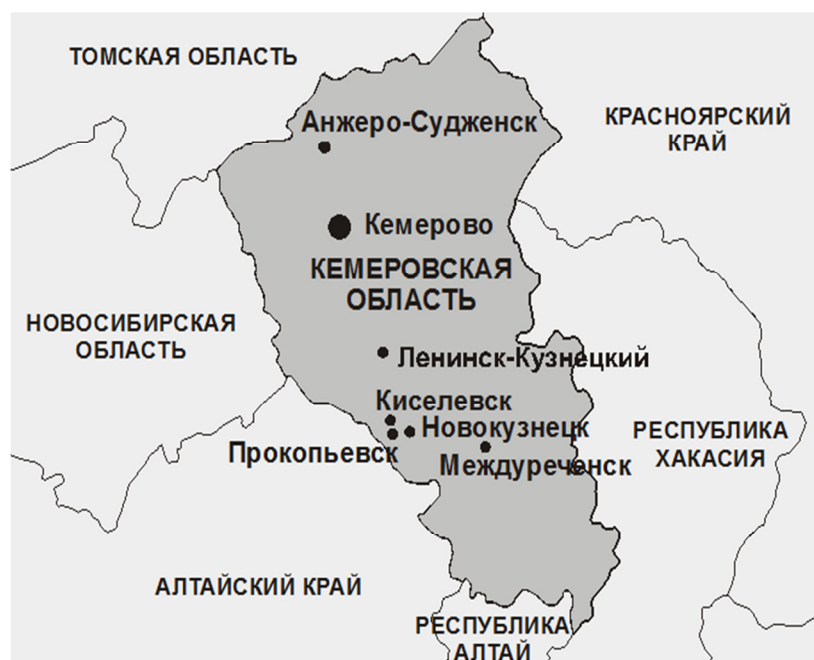 ТОМСКАЯ ОБЛАСТЬ
Анжеро-Судженск
КРАСНОЯРСКИЙ
КРАЙ
Кемерово
КЕМЕРОВСКАЯ
ОБЛАСТЬ
НОВОСИБИРСКАЯ
ОБЛАСТЬ
Ленинск-Кузнецкий
Киселевск
Новокузнецк
Прокопьевск
Междуреченск
РЕСПУБЛИКА
ХАКАСИЯ
АЛТАЙСКИЙ КРАЙ
РЕСПУБЛИКА
АЛТАЙ